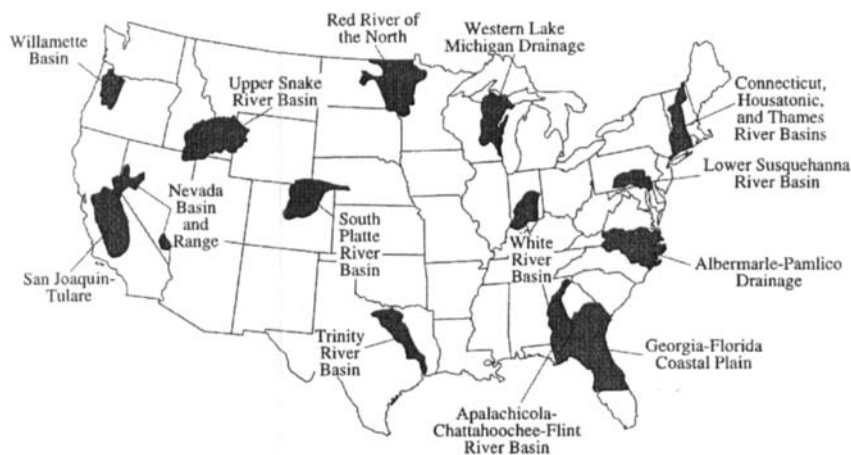 Red River of
the North
Western Lake
Michigan Drainage
Willamette
Basin
Upper Snake
River Basin
Connecticut,
Housatonic,
and Thames
River Basins
Lower Susquehanna
River Basin
Nevada
Basin
and
Range
South
Platte
River
Basin
White
River
Basin
San Joaquin-
Tulare
Albermarle-Pamlico
Drainage
Trinity
River
Basin
Georgia-Florida
Coastal Plain
Apalachicola-
Chattahoochee-Flint
River Basin